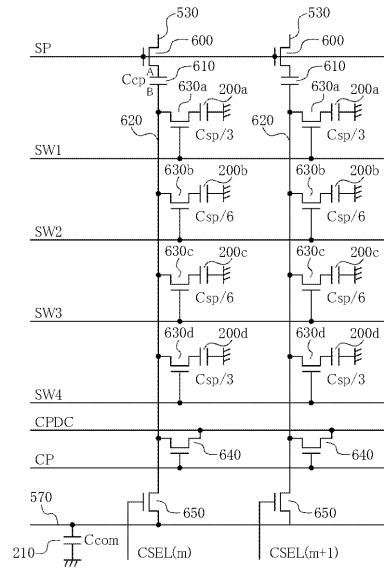 530 530
SP 600 600
A 610 610
Ccp
B 630a 200a 630a 200a
620 Csp/3 620 Csp/3
SW1
630b 200b 630b 200b
Csp/6 Csp/6
SW2
630c 200c 630c 200c
Csp/6 Csp/6
SW3
630d 200d 630d 200d
Csp/3 Csp/3
SW4
CPDC
640 640
CP
570 650 650
210 Ccom CSEL(m) CSEL(m+1)